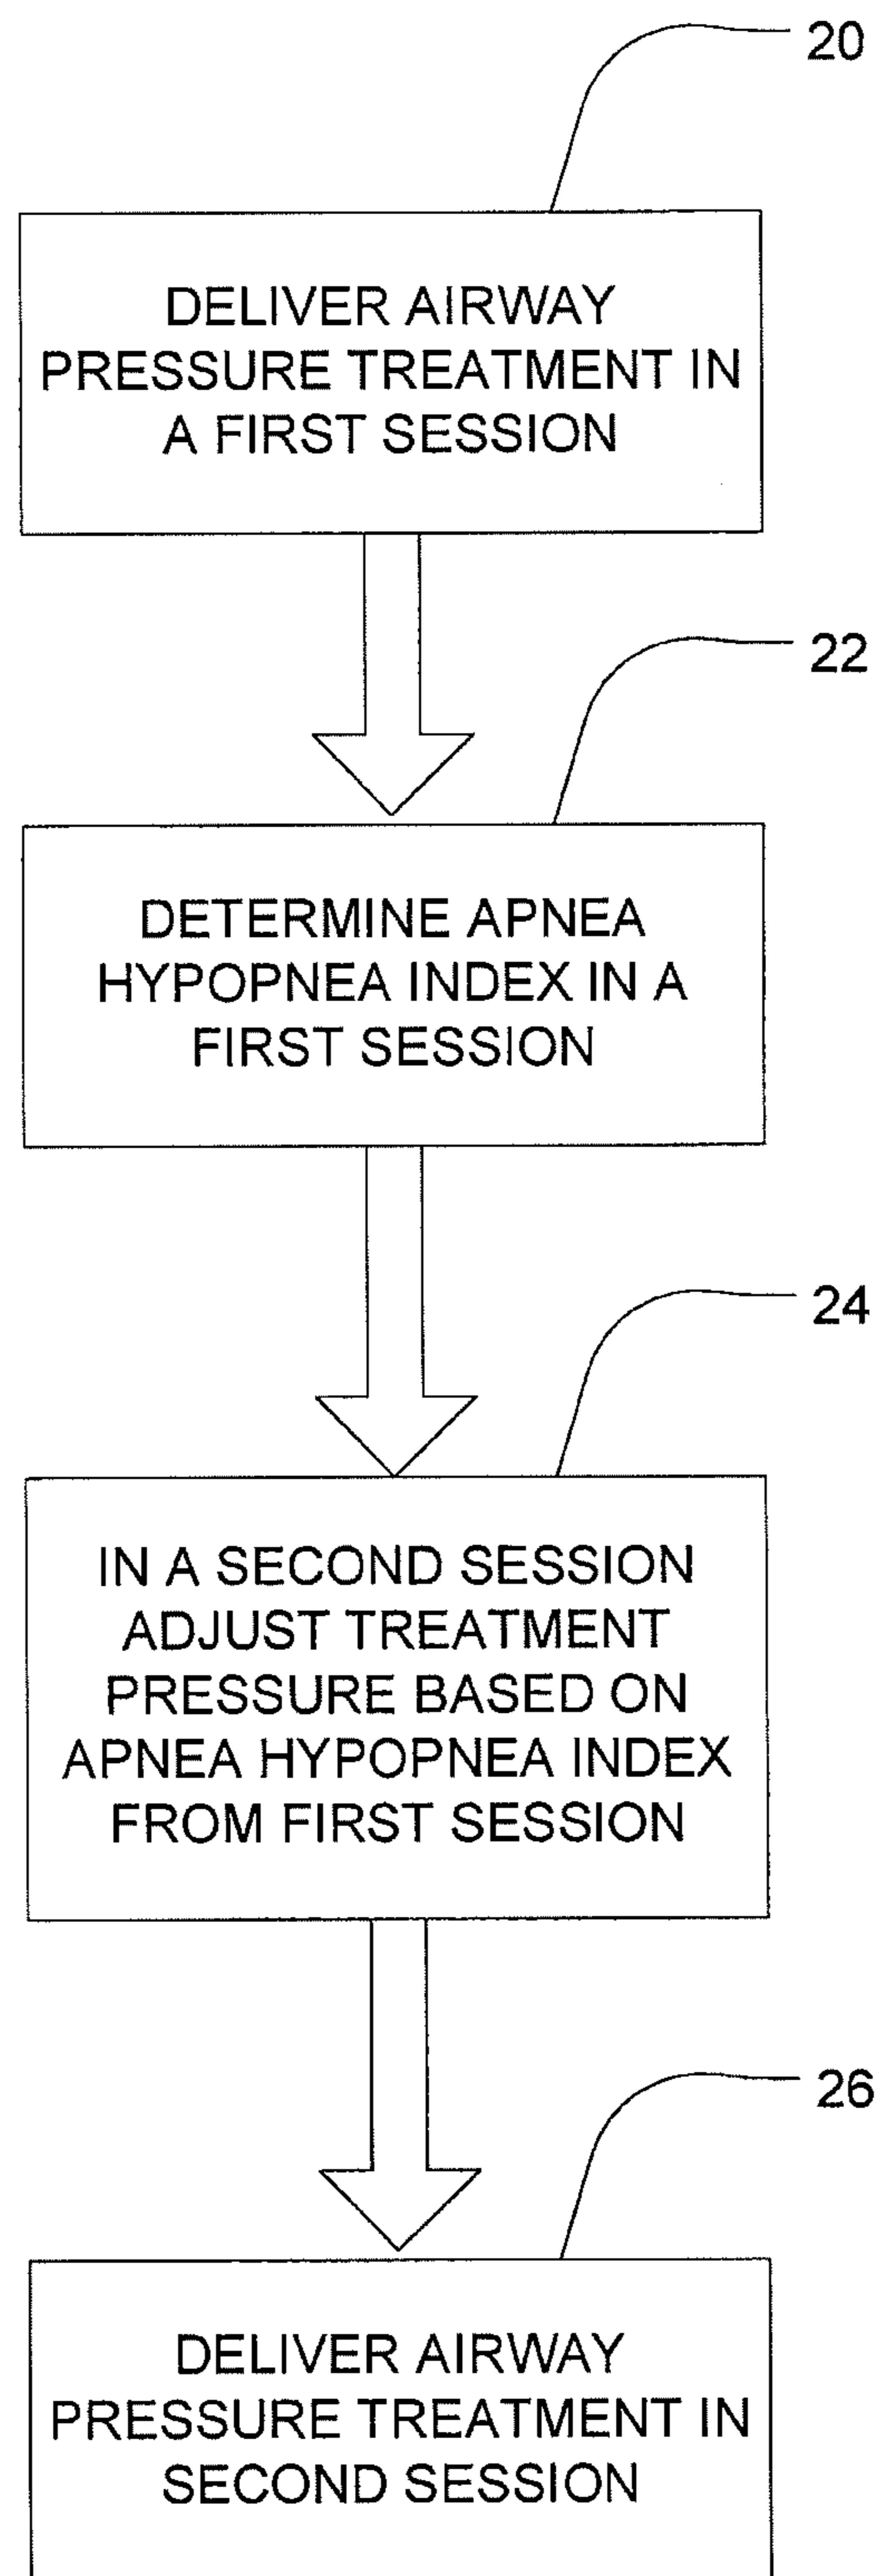 20
DELIVER AIRWAY
PRESSURE TREATMENT IN
A FIRST SESSION
22
DETERMINE APNEA
HYPOPNEA INDEX IN A
FIRST SESSION
24
IN A SECOND SESSION
ADJUST TREATMENT
PRESSURE BASED ON
APNEA HYPOPNEA INDEX
FROM FIRST SESSION
26
DELIVER AIRWAY
PRESSURE TREATMENT IN
SECOND SESSION